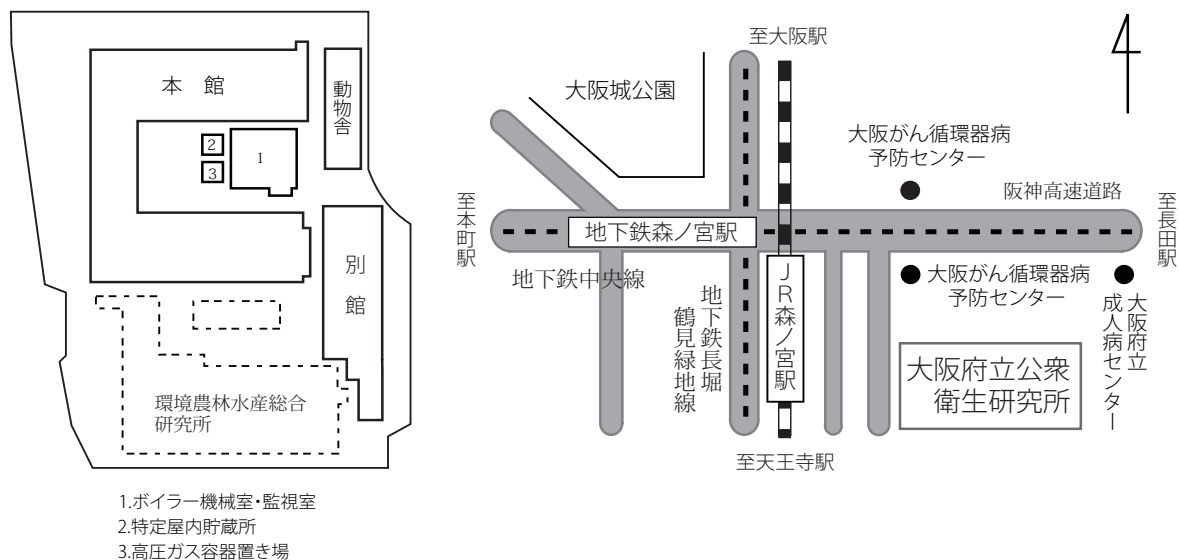 本 館
動物舎
2
3
1
別館
環境農林水産総合
研究所
1.ボイラー機械室・監視室
2.特定屋内貯蔵所
3.高圧ガス容器置き場
至大阪駅
大阪城公園
大阪がん循環器病
予防センター
阪神高速道路
至本町駅
地下鉄森ノ宮駅
至長田駅
地下鉄中央線
地下鉄長堀
鶴見緑地線
JR森ノ宮駅
大阪がん循環器病
予防センター
大阪府立
成人病センター
大阪府立公衆
衛生研究所
至天王寺駅